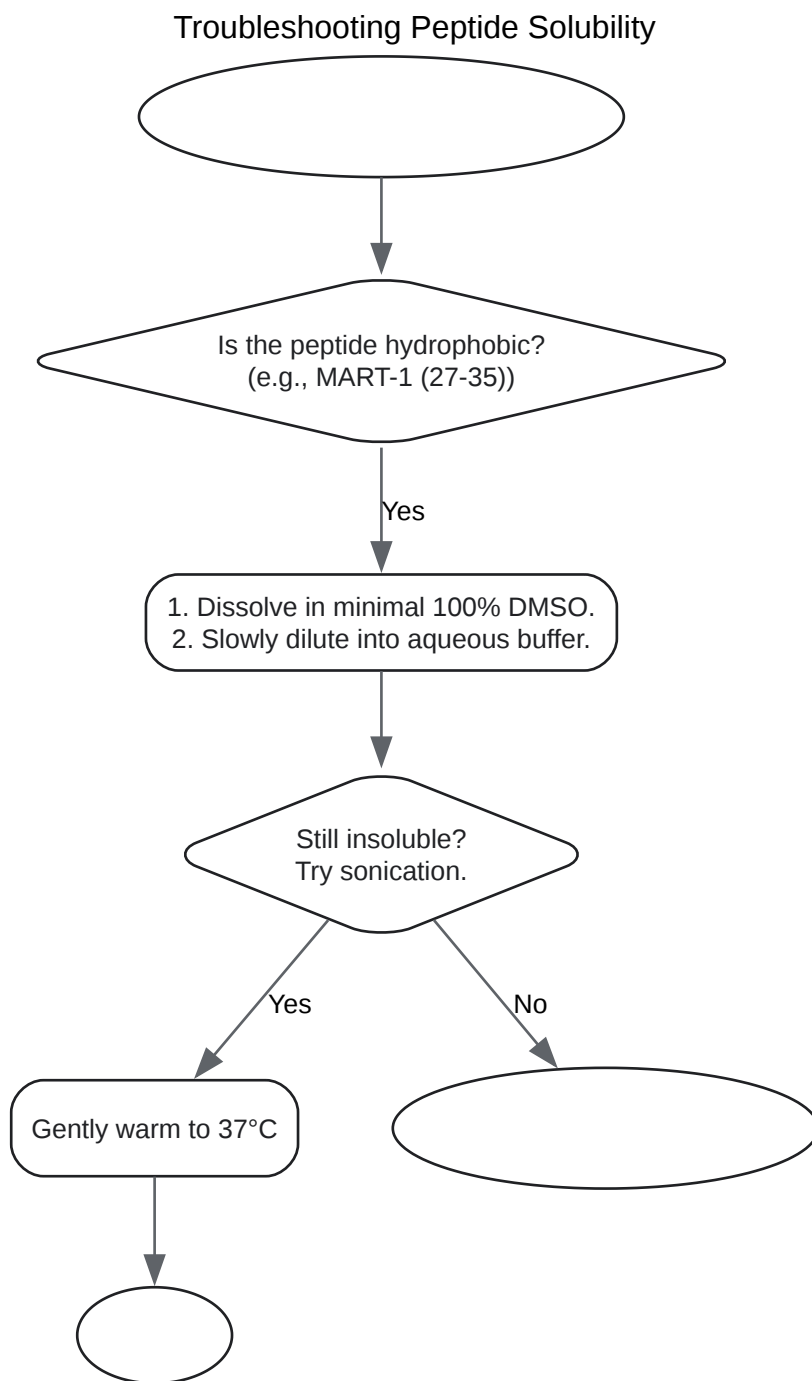 Troubleshooting Peptide Solubility
Is the peptide hydrophobic?
(e.g., MART-1 (27-35))
Yes
1. Dissolve in minimal 100% DMSO.
2. Slowly dilute into aqueous buffer.
Still insoluble?
Try sonication.
Yes
No
Gently warm to 37°C